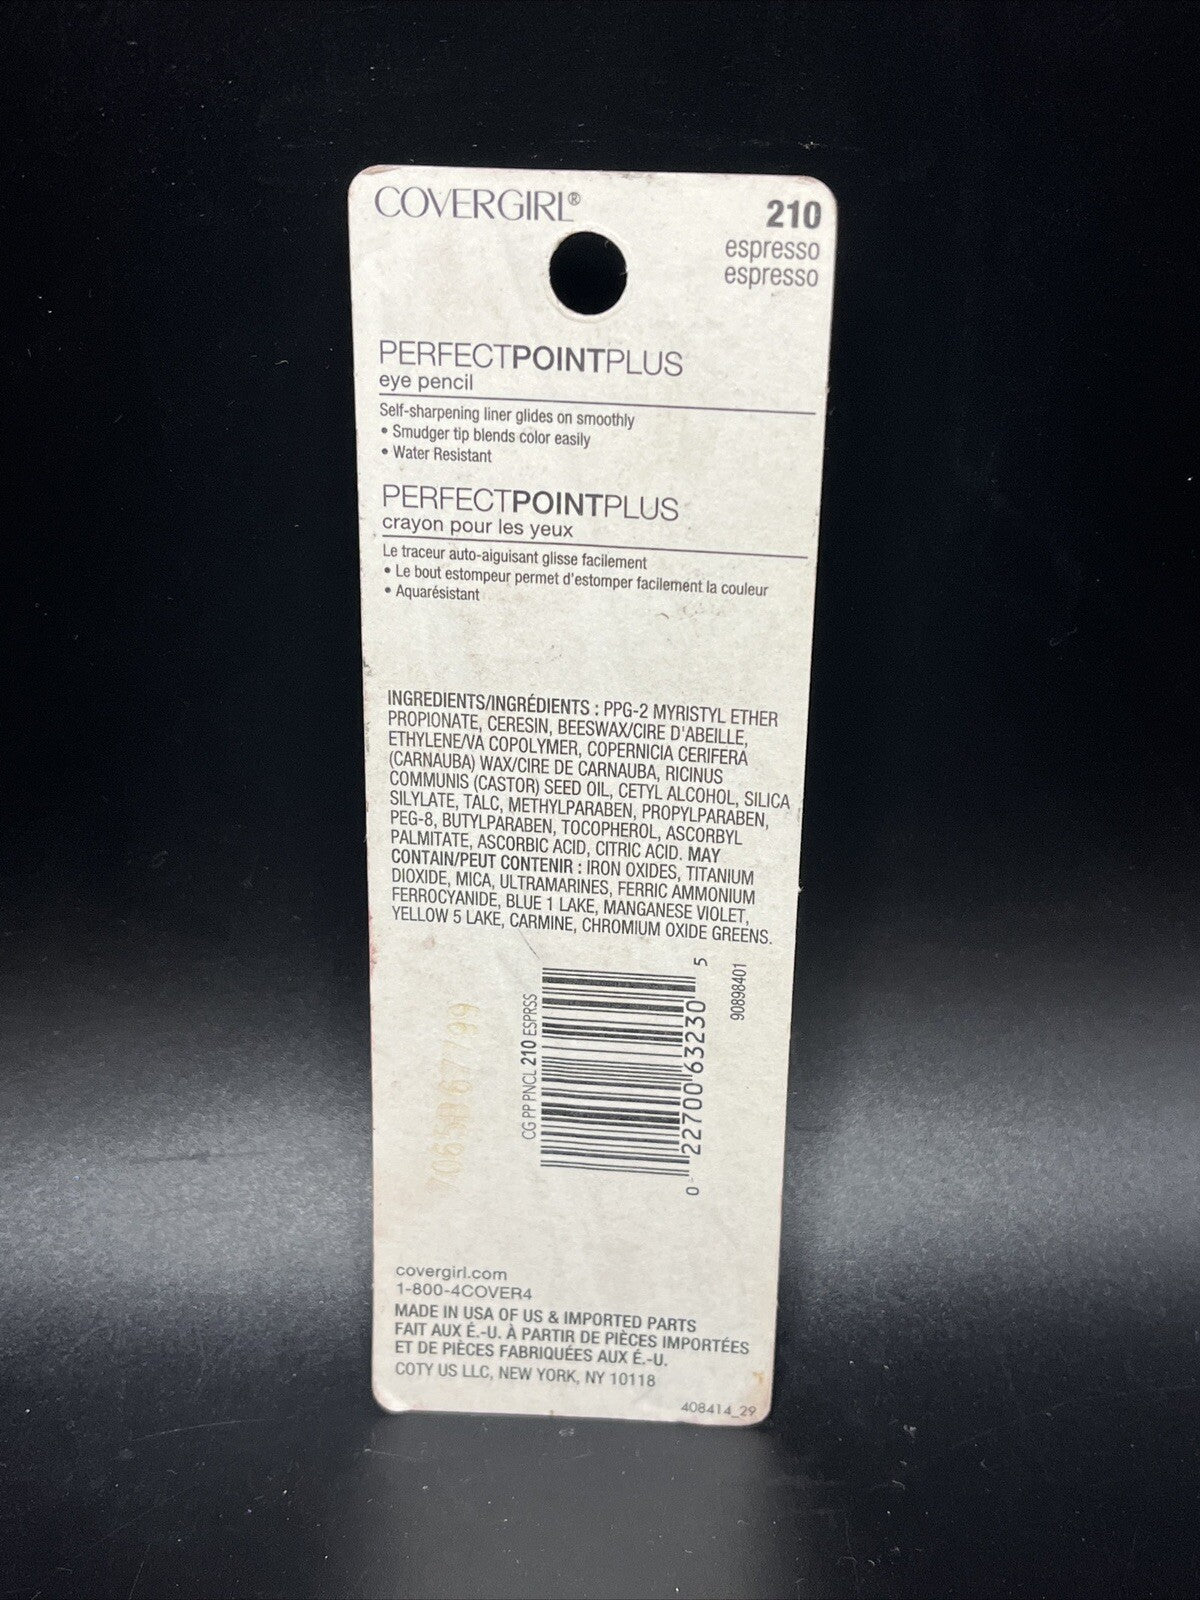 COVERGIRL®
210
espresso
espresso
PERFECTPOINTPLUS
eye pencil
Self-sharpening liner glides on smoothly
• Smudger tip blends color easily
• Water Resistant
PERFECTPOINTPLUS
crayon pour les yeux
Le traceur auto-aiguisant glisse facilement
• Le bout estompeur permet d'estomper facilement la couleur
• Aquarésistant
INGREDIENTS/INGRÉDIENTS : PPG-2 MYRISTYL ETHER
PROPIONATE, CERESIN, BEESWAX/CIRE D'ABEILLE,
ETHYLENE/VA COPOLYMER, COPERNICIA CERIFERA
(CARNAUBA) WAX/CIRE DE CARNAUBA, RICINUS
COMMUNIS (CASTOR) SEED OIL, CETYL ALCOHOL, SILICA
SILYLATE, TALC, METHYLPARABEN, PROPYLPARABEN,
PEG-8, BUTYLPARABEN, TOCOPHEROL, ASCORBYL
PALMITATE, ASCORBIC ACID, CITRIC ACID. MAY
CONTAIN/PEUT CONTENIR : IRON OXIDES, TITANIUM
DIOXIDE, MICA, ULTRAMARINES, FERRIC AMMONIUM
FERROCYANIDE, BLUE 1 LAKE, MANGANESE VIOLET,
YELLOW 5 LAKE, CARMINE, CHROMIUM OXIDE GREENS.
CG PP PNCL 210 ESPRSS
0 22700 63230 5
90898401
covergirl.com
1-800-4COVER4
MADE IN USA OF US & IMPORTED PARTS
FAIT AUX É.-U. À PARTIR DE PIÈCES IMPORTÉES
ET DE PIÈCES FABRIQUÉES AUX É.-U.
COTY US LLC, NEW YORK, NY 10118
408414_29